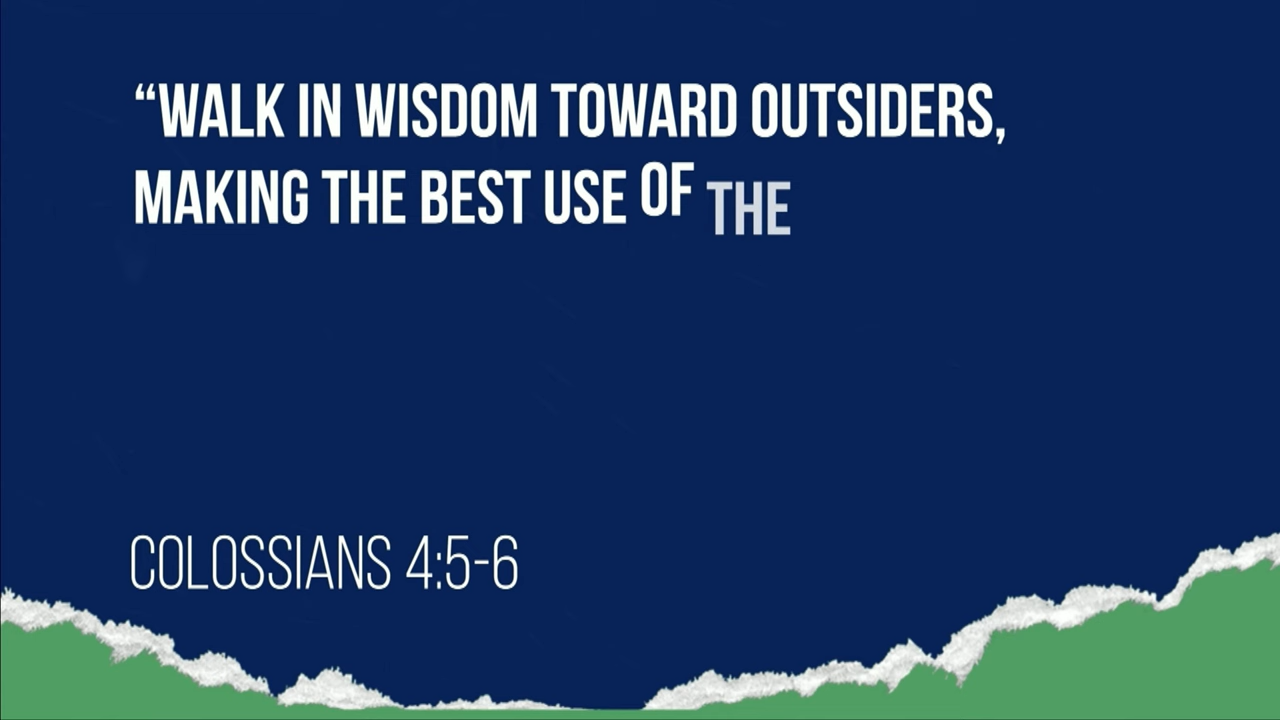 “WALK IN WISDOM TOWARD OUTSIDERS,
MAKING THE BEST USE OF THE
COLOSSIANS 4:5-6